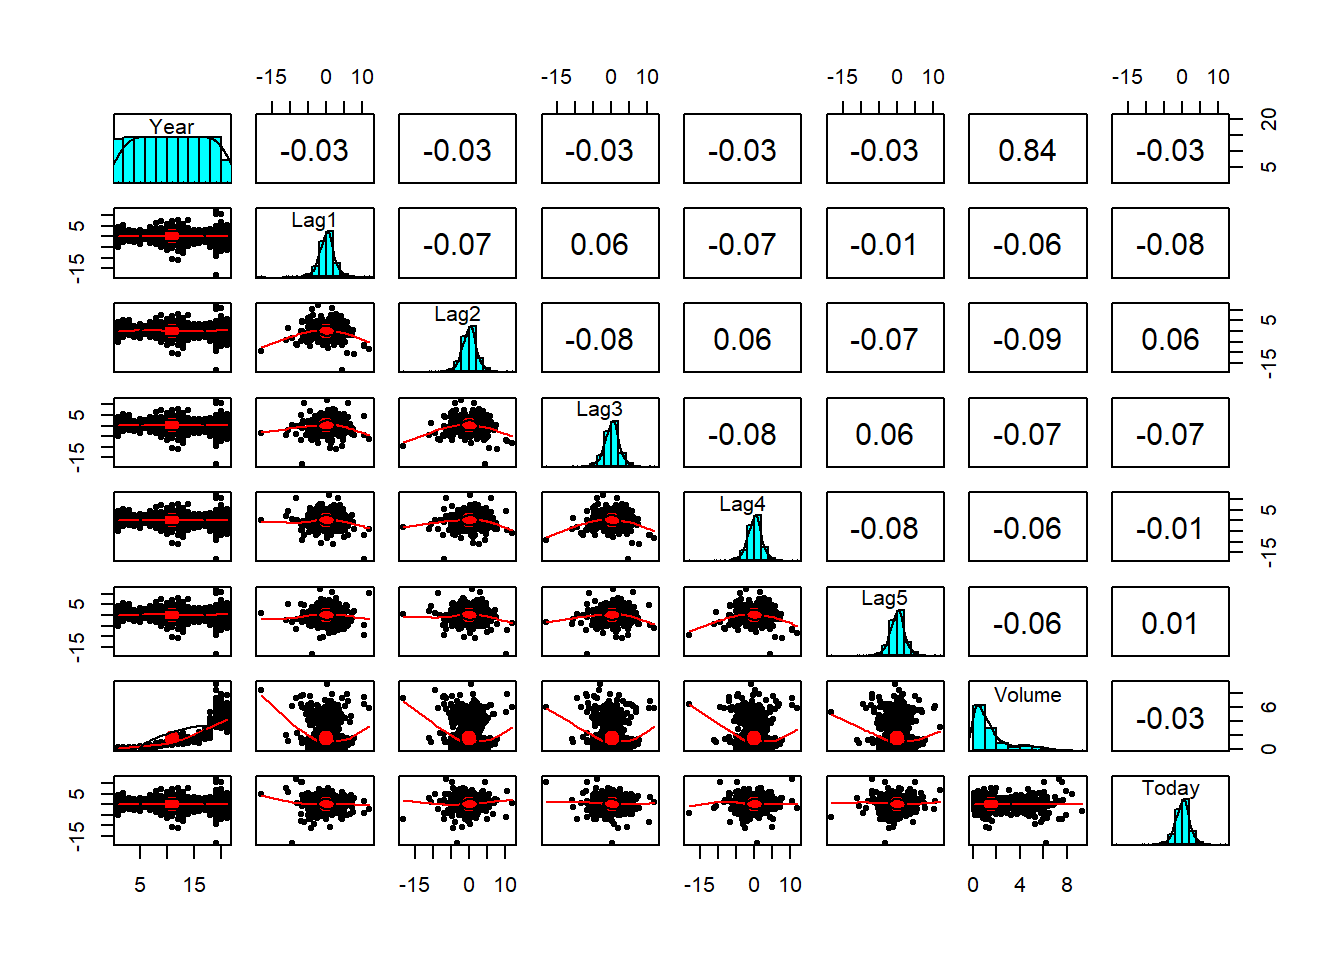 -15 0 10 -15 0 10 -15 0 10 -15 0 10
Year -0.03 -0.03 -0.03 -0.03 -0.03 0.84 -0.03 5 20
-15 5 Lag1 -0.07 0.06 -0.07 -0.01 -0.06 -0.08
Lag2 -0.08 0.06 -0.07 -0.09 0.06 -15 5
-15 5 Lag3 -0.08 0.06 -0.07 -0.07
Lag4 -0.08 -0.06 -0.01 -15 5
-15 5 Lag5 -0.06 0.01
Volume -0.03 0 6
-15 5 Today
5 15 -15 0 10 -15 0 10 0 4 8